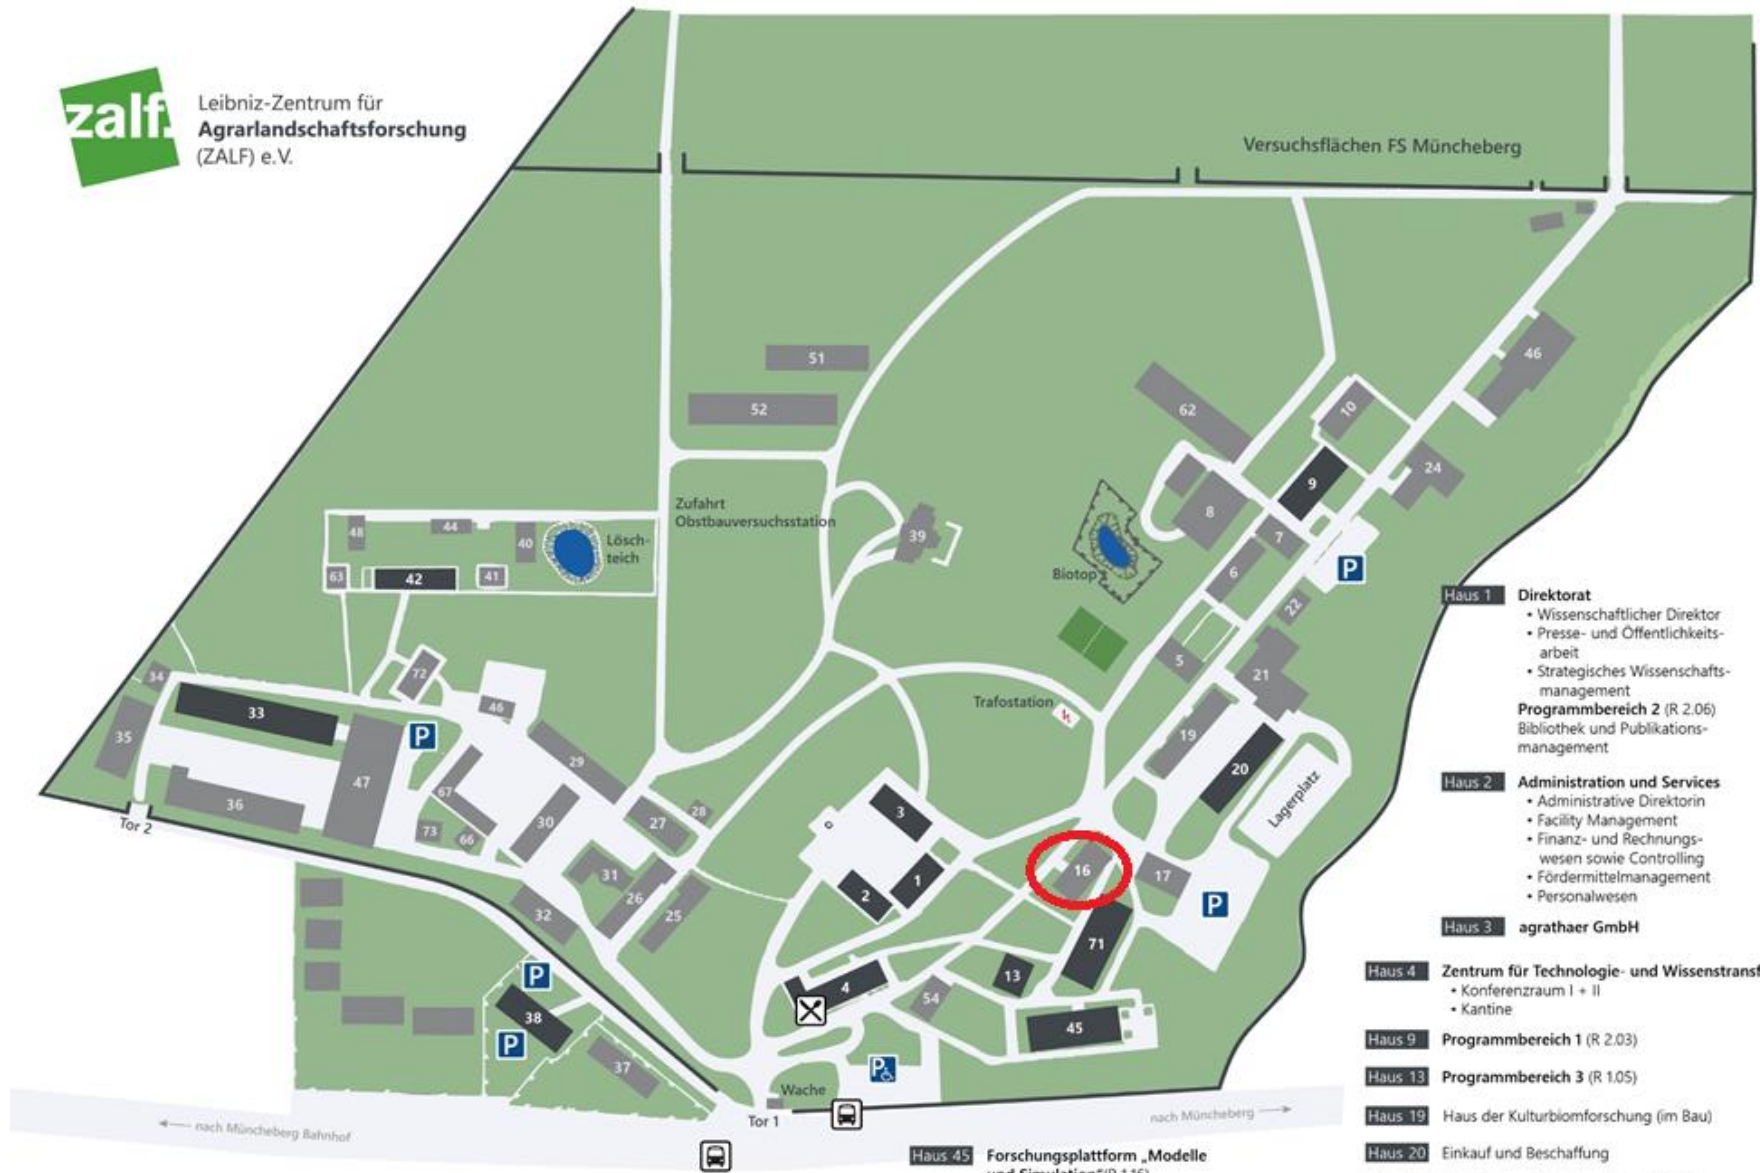 zalf.
Leibniz-Zentrum für
Agrarlandschaftsforschung
(ZALF) e.V.
Versuchsflächen FS Müncheberg
46
51
52
62
10
24
9
8
7
6
22
5
21
Zufahrt
Obstbauversuchsstation
39
Biotop
P
48
44
40
Lösch-
teich
63
42
41
Trafostation
34
72
33
46
P
35
29
19
20
47
36
67
Lagerplatz
Tor 2
73
66
30
27
28
3
16
17
31
26
1
2
P
32
25
71
P
4
13
54
38
P
45
37
P
Wache
Tor 1
nach Müncheberg Bahnhof
nach Müncheberg
Haus 1 Direktorat
• Wissenschaftlicher Direktor
• Presse- und Öffentlichkeits-
arbeit
• Strategisches Wissenschafts-
management
Programmbereich 2 (R 2.06)
Bibliothek und Publikations-
management
Haus 2 Administration und Services
• Administrative Direktorin
• Facility Management
• Finanz- und Rechnungs-
wesen sowie Controlling
• Fördermittelmanagement
• Personalwesen
Haus 3 agrathaer GmbH
Haus 4 Zentrum für Technologie- und Wissenstransf
• Konferenzraum I + II
• Kantine
Haus 9 Programmbereich 1 (R 2.03)
Haus 13 Programmbereich 3 (R 1.05)
Haus 19 Haus der Kulturbiomforschung (im Bau)
Haus 20 Einkauf und Beschaffung
Haus 45 Forschungsplattform „Modelle
und Simulation"